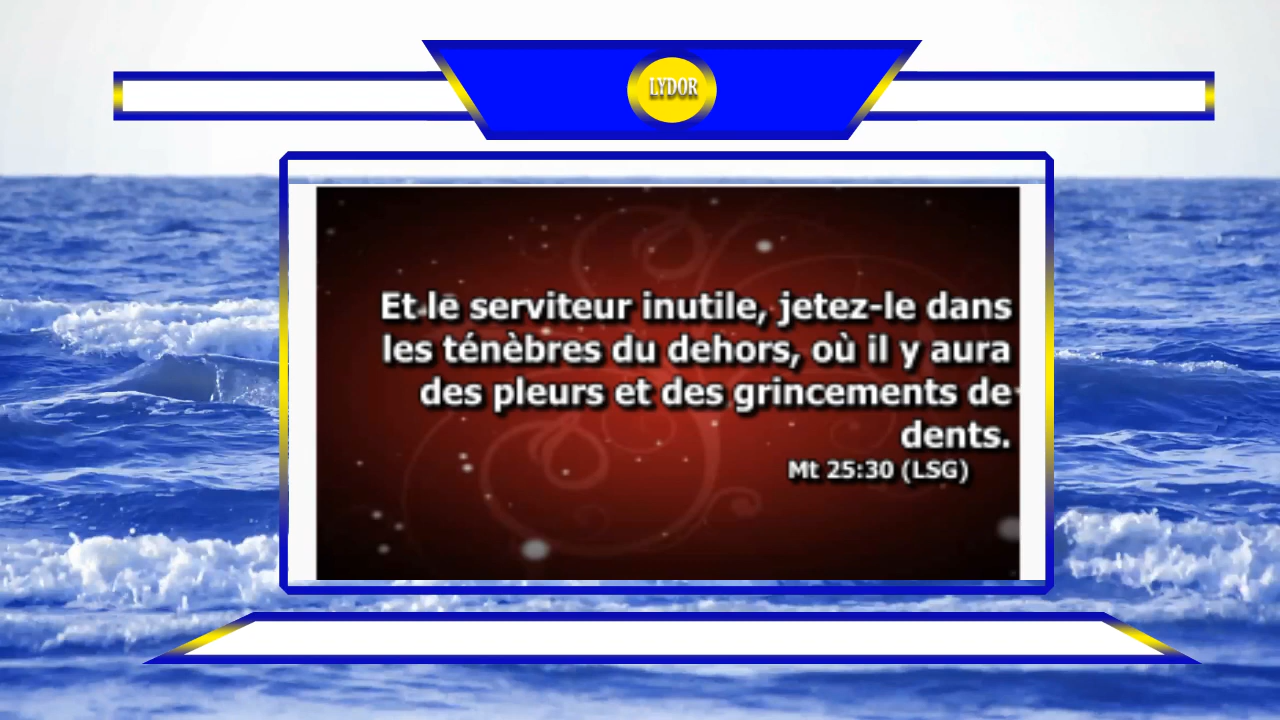 LYDOR
Et le serviteur inutile, jetez-le dans
les ténèbres du dehors, où il y aura
des pleurs et des grincements de
dents.
Mt 25:30 (LSG)